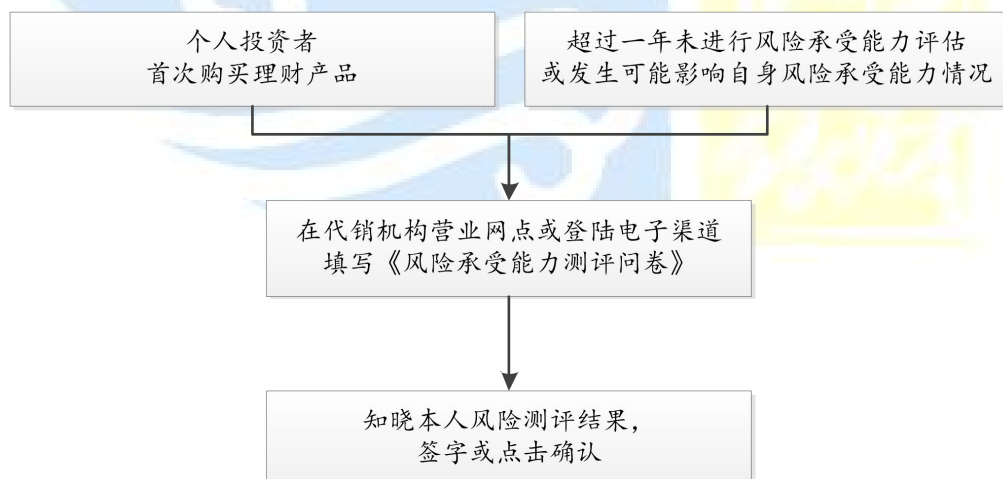 个人投资者
首次购买理财产品
超过一年未进行风险承受能力评估
或发生可能影响自身风险承受能力情况
在代销机构营业网点或登陆电子渠道
填写《风险承受能力测评问卷》
知晓本人风险测评结果,
签字或点击确认